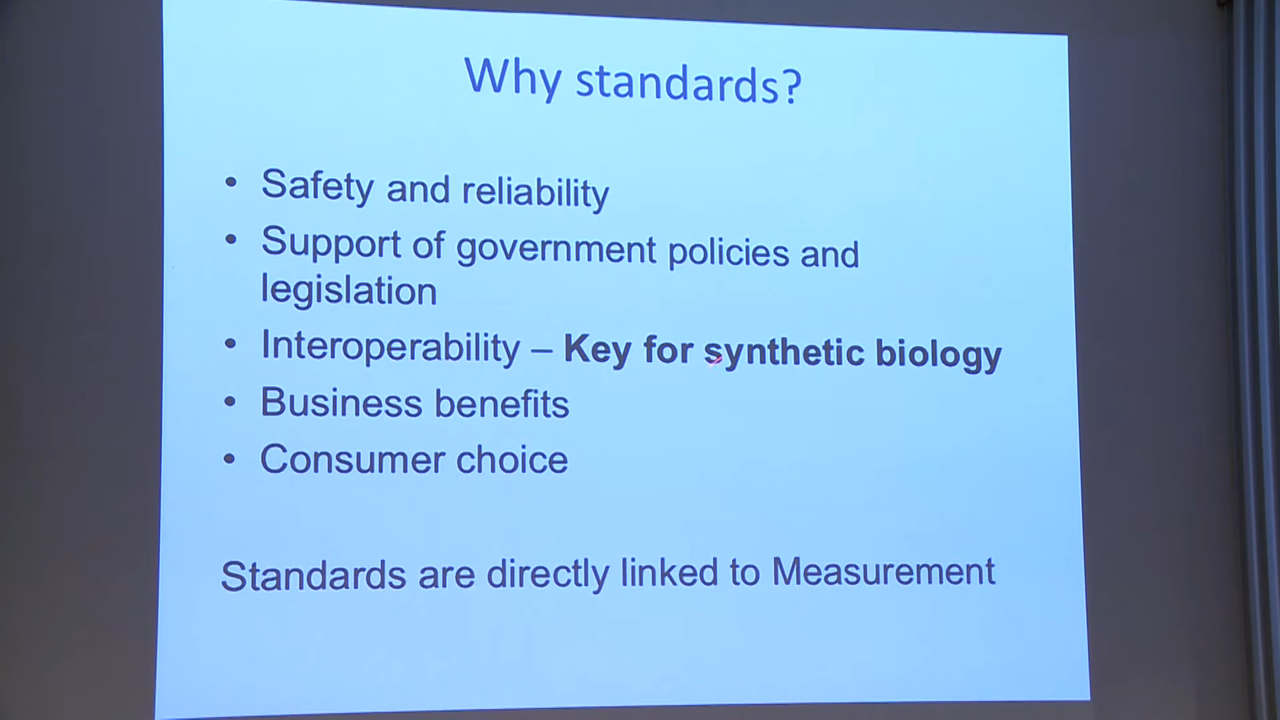 Why standards?
• Safety and reliability
• Support of government policies and
legislation
• Interoperability – Key for synthetic biology
• Business benefits
• Consumer choice
Standards are directly linked to Measurement